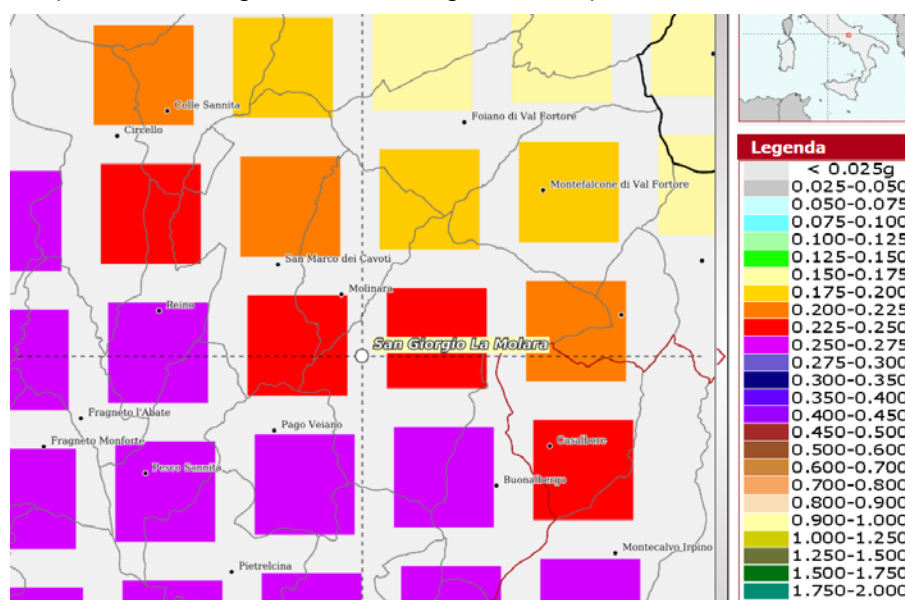 Colle Sannita
Circello
Foiano di Val Fortore
Montefalcone di Val Fortore
San Marco dei Cavoti
Molinara
Reino
San Giorgio La Molara
Fragneto l'Abate
Pago Veiano
Fragneto Monforte
Pesco Sannita
Casalbore
Buonalbergo
Montecalvo Irpino
Pietrelcina
Legenda
< 0.025g
0.025-0.050
0.050-0.075
0.075-0.100
0.100-0.125
0.125-0.150
0.150-0.175
0.175-0.200
0.200-0.225
0.225-0.250
0.250-0.275
0.275-0.300
0.300-0.350
0.350-0.400
0.400-0.450
0.450-0.500
0.500-0.600
0.600-0.700
0.700-0.800
0.800-0.900
0.900-1.000
1.000-1.250
1.250-1.500
1.500-1.750
1.750-2.000